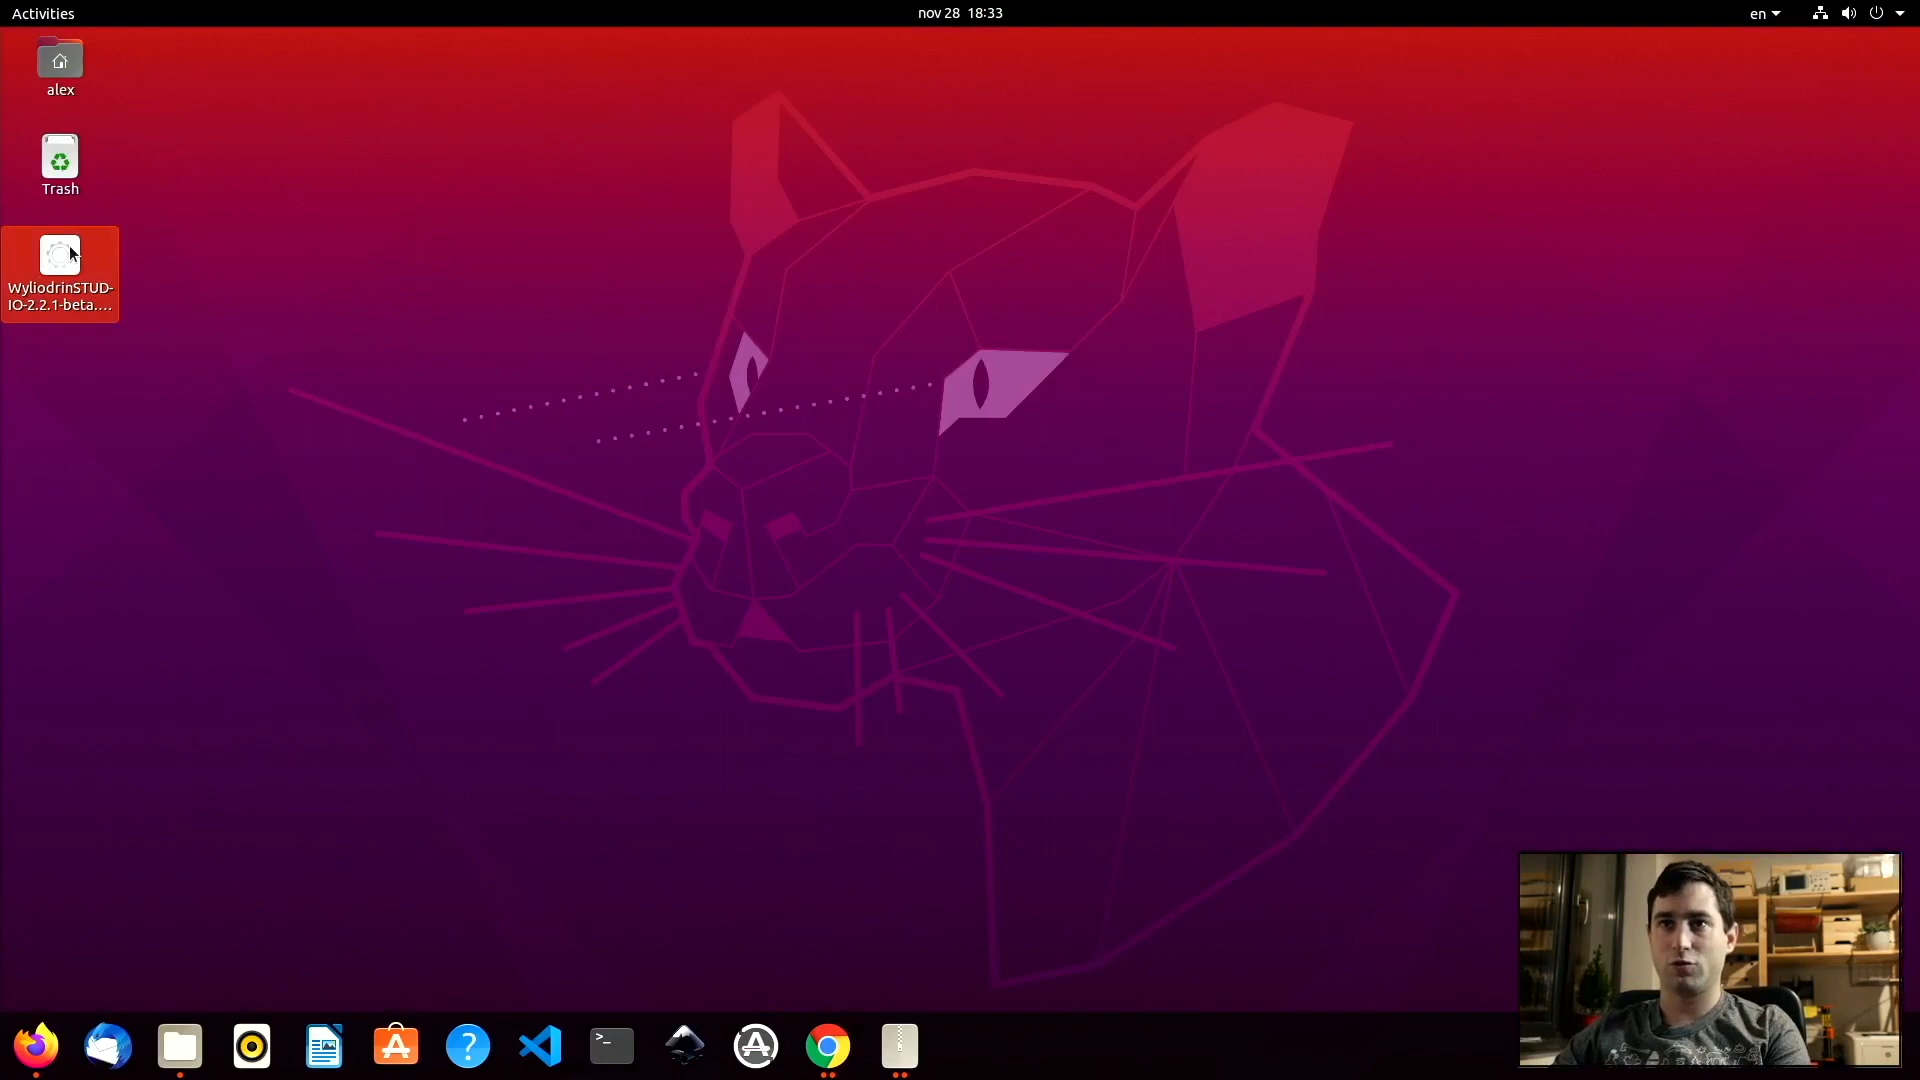 Activities
nov 28 18:33
en
alex
Trash
WyliodrinSTUD-
IO-2.2.1-beta....